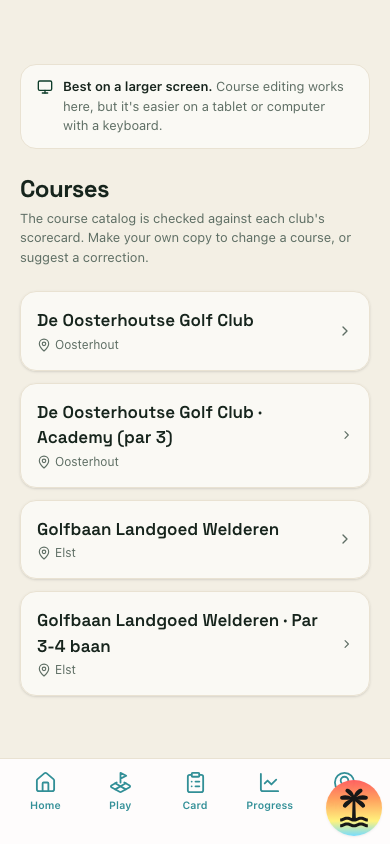 Best on a larger screen. Course editing works
here, but it's easier on a tablet or computer
with a keyboard.
Courses
The course catalog is checked against each club's
scorecard. Make your own copy to change a course, or
suggest a correction.
De Oosterhoutse Golf Club
Oosterhout
De Oosterhoutse Golf Club ·
Academy (par 3)
Oosterhout
Golfbaan Landgoed Welderen
Elst
Golfbaan Landgoed Welderen · Par
3-4 baan
Elst
Home
Play
Card
Progress